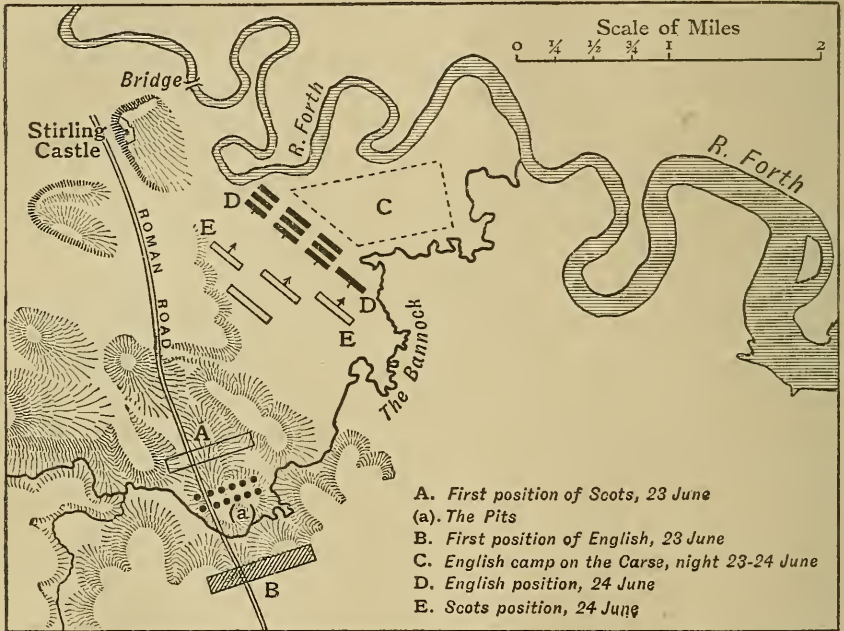 Scale of Miles
0 ¼ ½ ¾ 1 2
Bridge
R. Forth
Stirling
Castle
R. Forth
D
C
E
ROMAN ROAD
D
E
The Bannock
A
(a)
B
A. First position of Scots, 23 June
(a). The Pits
B. First position of English, 23 June
C. English camp on the Carse, night 23-24 June
D. English position, 24 June
E. Scots position, 24 June